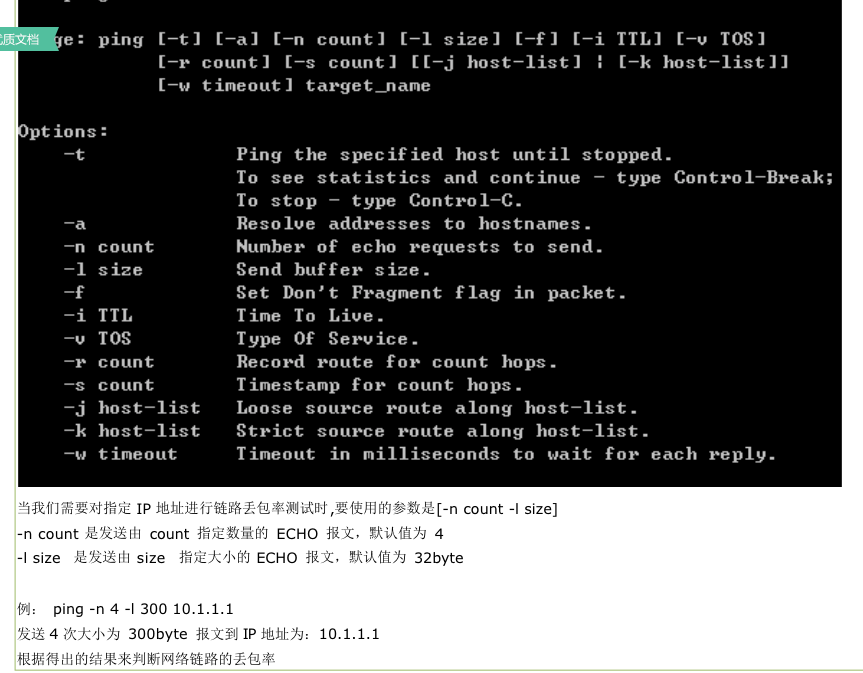 质文档
ge: ping [-t] [-a] [-n count] [-l size] [-f] [-i TTL] [-v TOS]
[-r count] [-s count] [[-j host-list] ¦ [-k host-list]]
[-w timeout] target_name
Options:
-t Ping the specified host until stopped.
To see statistics and continue - type Control-Break;
To stop - type Control-C.
-a Resolve addresses to hostnames.
-n count Number of echo requests to send.
-l size Send buffer size.
-f Set Don't Fragment flag in packet.
-i TTL Time To Live.
-v TOS Type Of Service.
-r count Record route for count hops.
-s count Timestamp for count hops.
-j host-list Loose source route along host-list.
-k host-list Strict source route along host-list.
-w timeout Timeout in milliseconds to wait for each reply.
当我们需要对指定 IP 地址进行链路丢包率测试时,要使用的参数是[-n count -l size]
-n count 是发送由 count 指定数量的 ECHO 报文，默认值为 4
-l size 是发送由 size 指定大小的 ECHO 报文，默认值为 32byte
例： ping -n 4 -l 300 10.1.1.1
发送 4 次大小为 300byte 报文到 IP 地址为：10.1.1.1
根据得出的结果来判断网络链路的丢包率